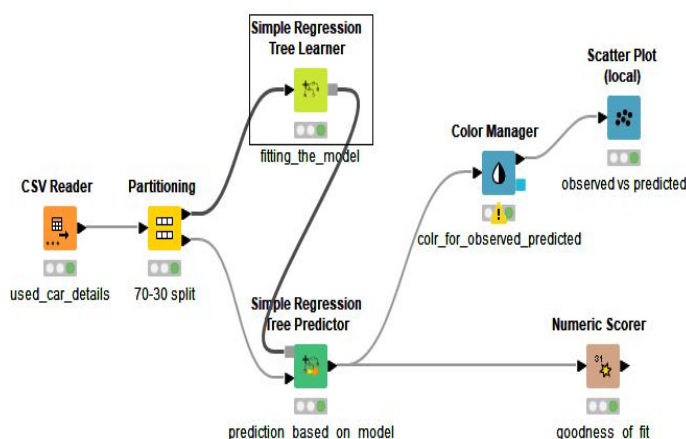 Simple Regression
Tree Learner
fitting_the_model
Scatter Plot
(local)
observed vs predicted
Color Manager
colr_for_observed_predicted
CSV Reader
used_car_details
Partitioning
70-30 split
Simple Regression
Tree Predictor
prediction_based_on_model
Numeric Scorer
31
goodness_of_fit